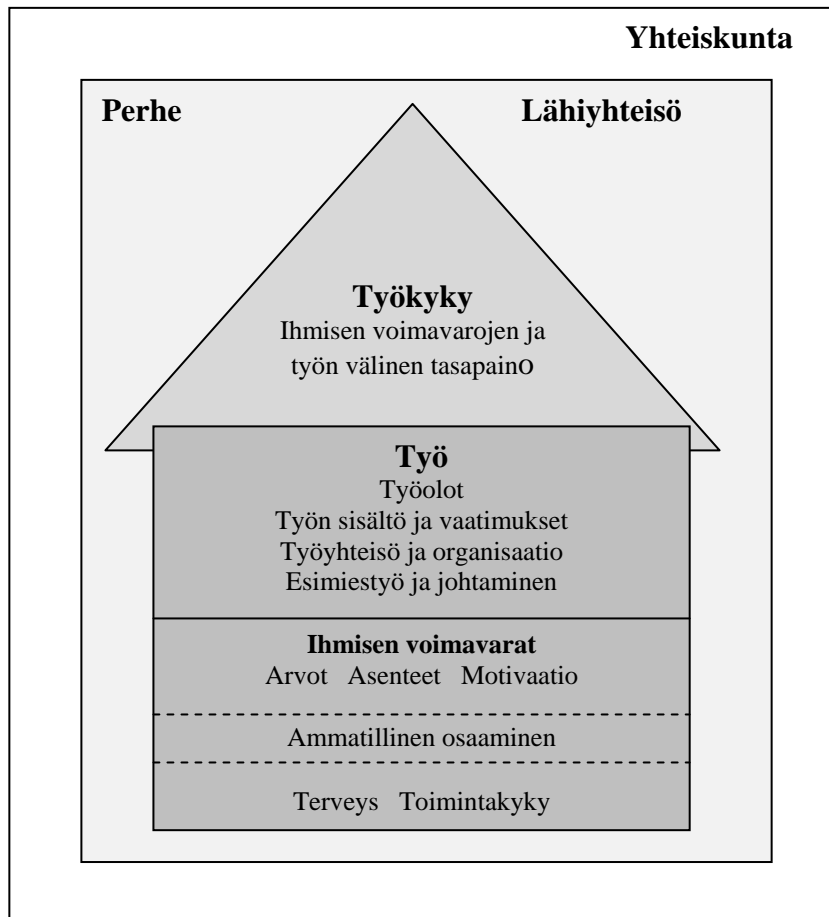 Yhteiskunta
Perhe Lähiyhteisö
Työkyky
Ihmisen voimavarojen ja
työn välinen tasapaino
Työ
Työolot
Työn sisältö ja vaatimukset
Työyhteisö ja organisaatio
Esimiestyö ja johtaminen
Ihmisen voimavarat
Arvot Asenteet Motivaatio
Ammatillinen osaaminen
Terveys Toimintakyky